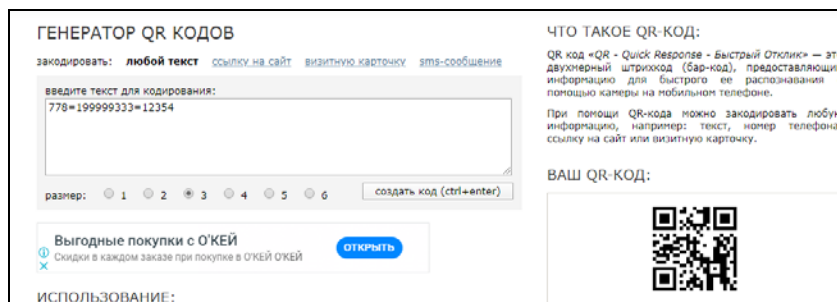 ГЕНЕРАТОР QR КОДОВ
закодировать: любой текст ссылку на сайт визитную карточку sms-сообщение
введите текст для кодирования:
778=199999333=12354
размер: 1 2 3 4 5 6 создать код (ctrl+enter)
Выгодные покупки с О'КЕЙ
Скидки в каждом заказе при покупке в О'КЕЙ О'КЕЙ
ОТКРЫТЬ
ИСПОЛЬЗОВАНИЕ:
ЧТО ТАКОЕ QR-КОД:
QR код «QR - Quick Response - Быстрый Отклик» — эт
двухмерный штрихкод (бар-код), предоставляющи
информацию для быстрого ее распознавания
помощью камеры на мобильном телефоне.
При помощи QR-кода можно закодировать любую
информацию, например: текст, номер телефона
ссылку на сайт или визитную карточку.
ВАШ QR-КОД: